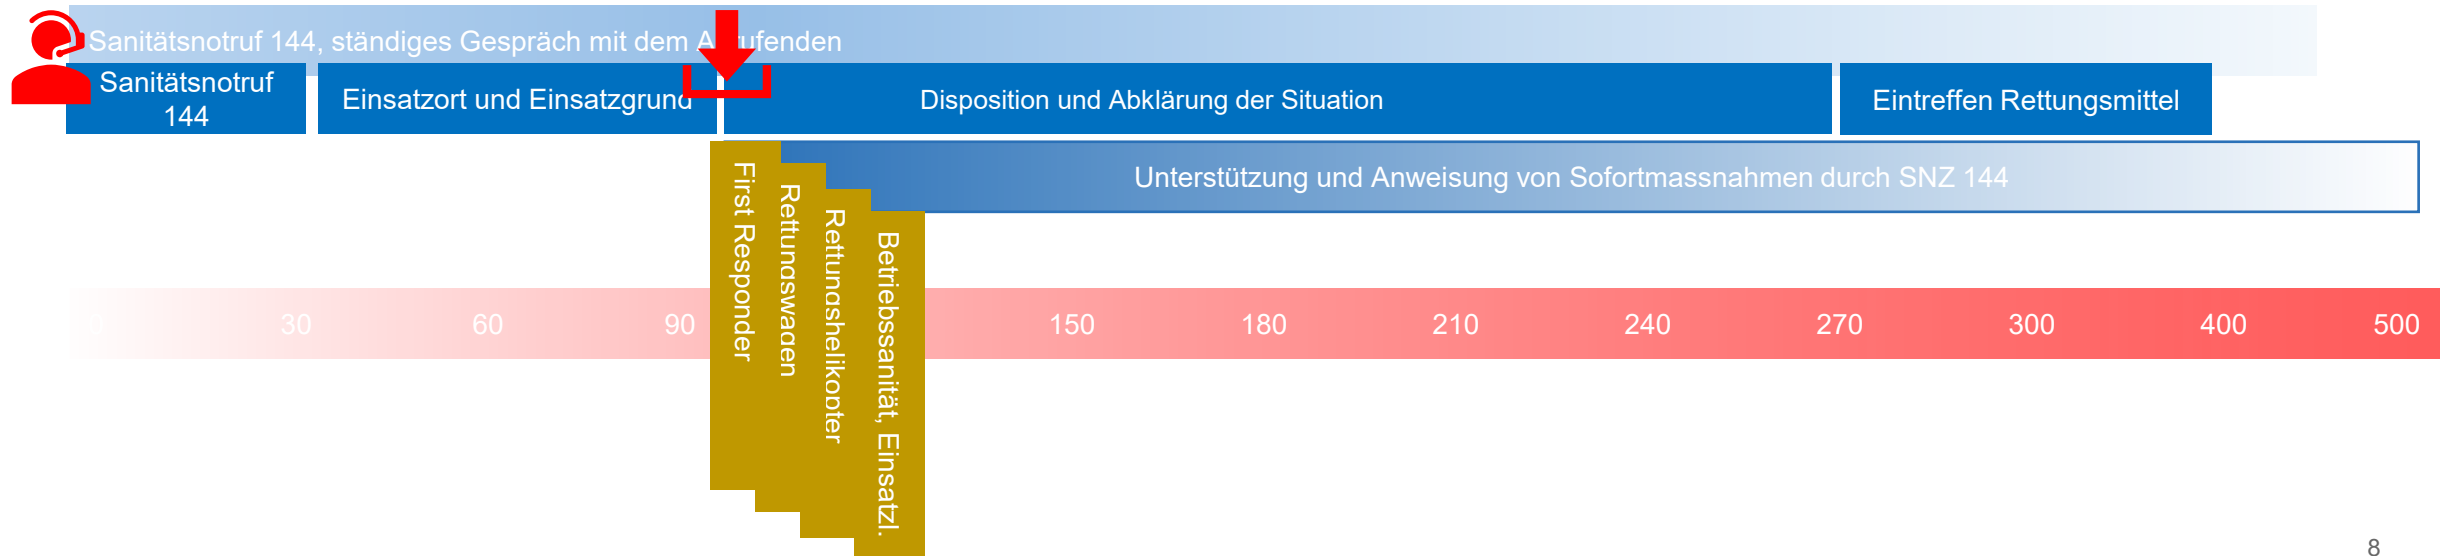 Sanitätsnotruf 144, ständiges Gespräch mit dem Anrufenden
Sanitätsnotruf
144
Einsatzort und Einsatzgrund
Disposition und Abklärung der Situation
Eintreffen Rettungsmittel
Unterstützung und Anweisung von Sofortmassnahmen durch SNZ 144
First Responder
Rettungswagen
Rettungshelikopter
Betriebssanität, Einsatzl.
0
30
60
90
150
180
210
240
270
300
400
500
8